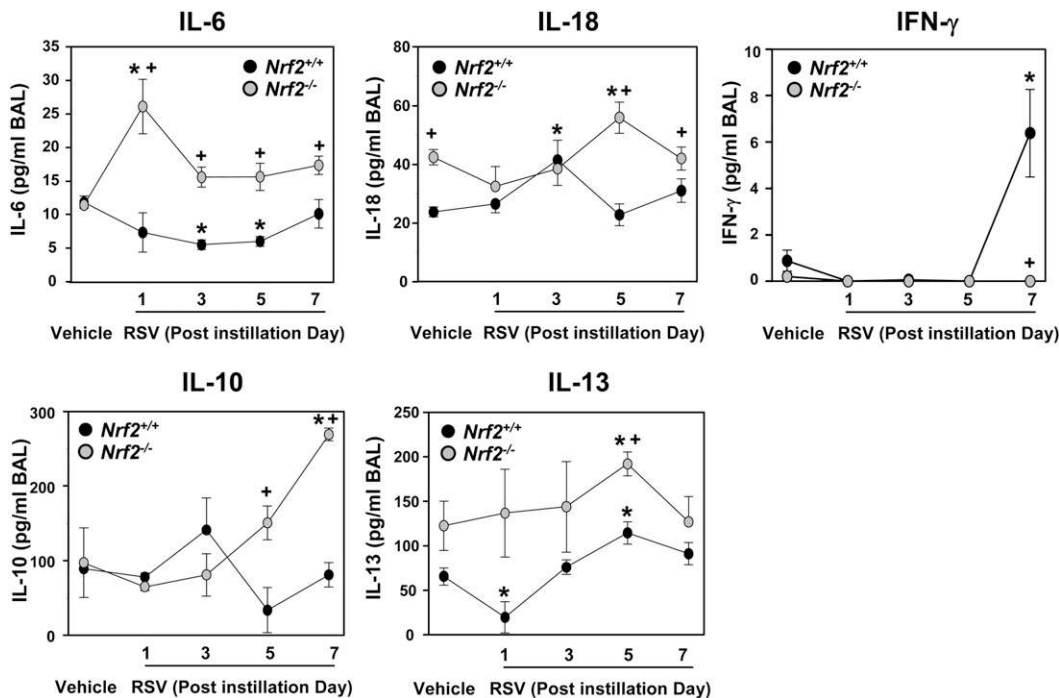 IL-6
IL-6 (pg/ml BAL)
35
30
25
20
15
10
5
0
* +
+
+
+
*
*
Nrf2+/+
Nrf2-/-
1 3 5 7
Vehicle RSV (Post instillation Day)
IL-18
IL-18 (pg/ml BAL)
80
60
40
20
0
Nrf2+/+
Nrf2-/-
+
*
* +
+
1 3 5 7
Vehicle RSV (Post instillation Day)
IFN-γ
IFN-γ (pg/ml BAL)
10
8
6
4
2
0
Nrf2+/+
Nrf2-/-
*
+
1 3 5 7
Vehicle RSV (Post instillation Day)
IL-10
IL-10 (pg/ml BAL)
300
200
100
0
Nrf2+/+
Nrf2-/-
+
* +
1 3 5 7
Vehicle RSV (Post instillation Day)
IL-13
IL-13 (pg/ml BAL)
250
200
150
100
50
0
Nrf2+/+
Nrf2-/-
*
* +
*
1 3 5 7
Vehicle RSV (Post instillation Day)